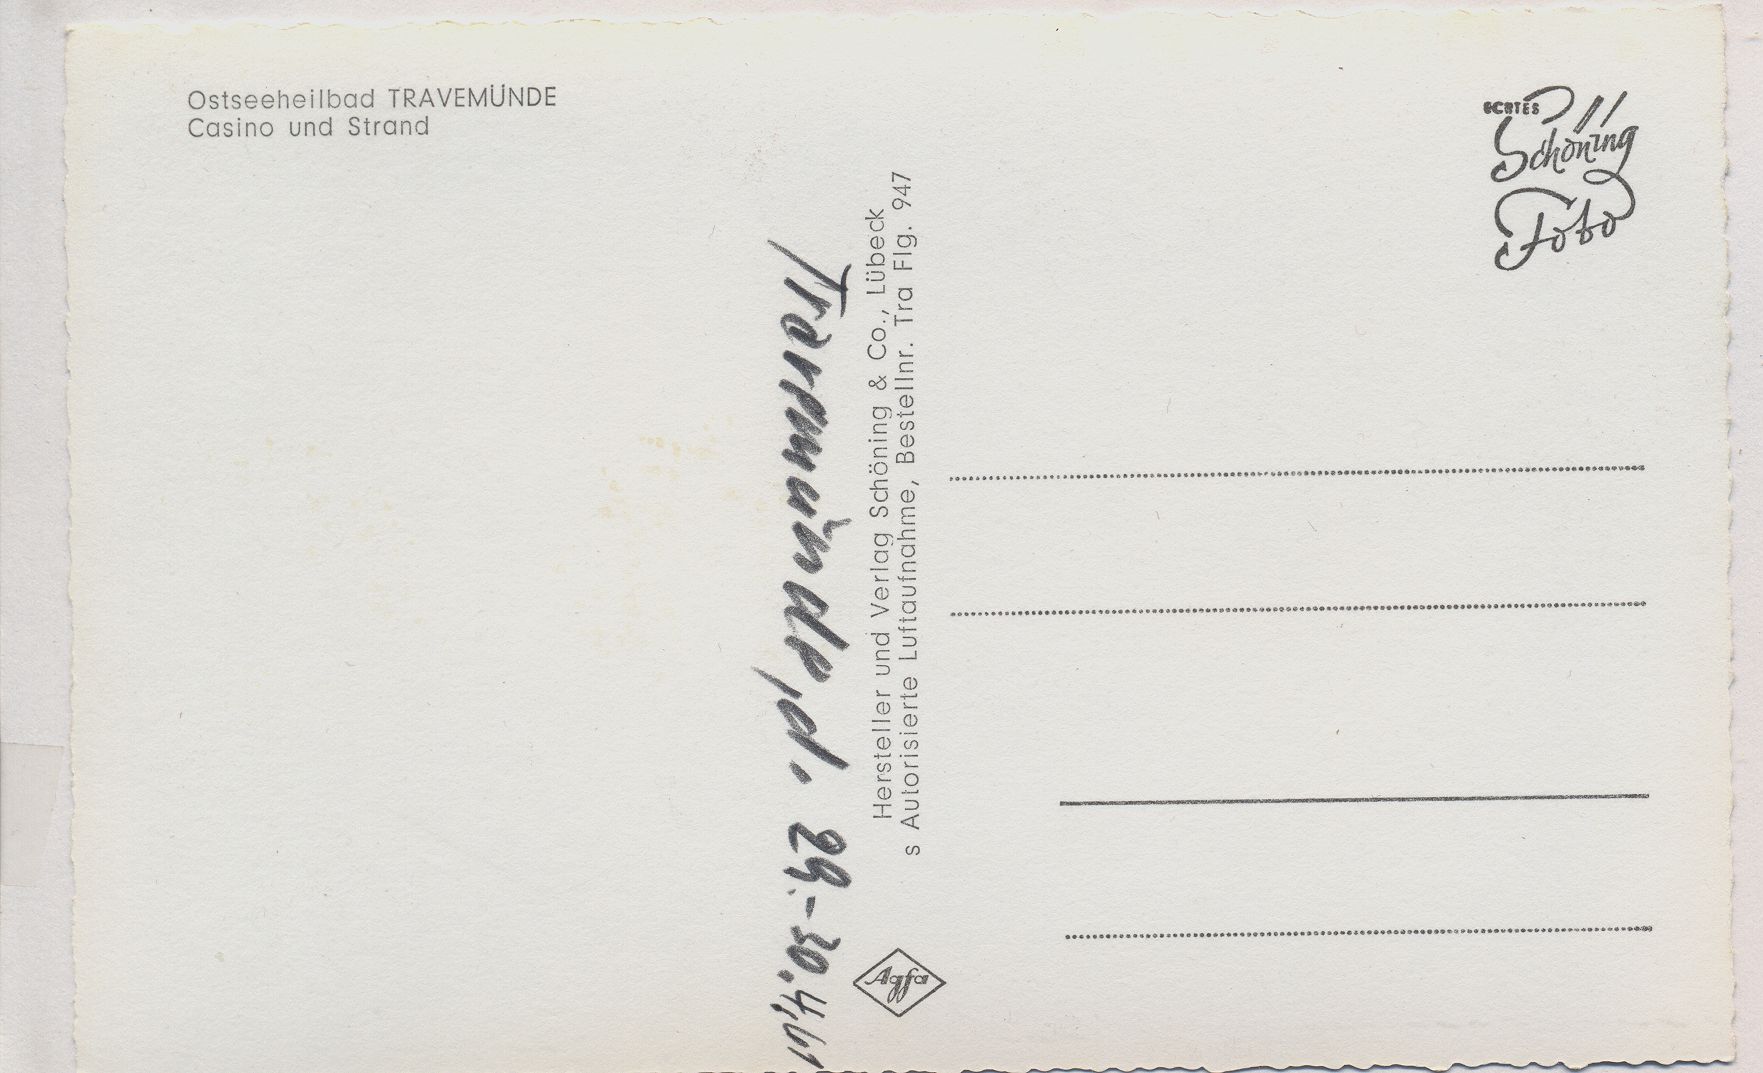 Ostseeheilbad TRAVEMÜNDE
Casino und Strand
ECHTES
Schöning
Foto
Hersteller und Verlag Schöning & Co., Lübeck
s Autorisierte Luftaufnahme, Bestellnr. Tra Flg. 947
Travemünde, d. 29.-30.4.61
Agfa